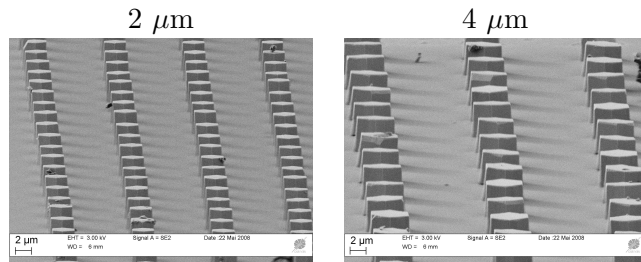 2 μm
4 μm
2 μm EHT = 3.00 kV Signal A = SE2 Date :22 Mai 2008
WD = 6 mm
2 μm EHT = 3.00 kV Signal A = SE2 Date :22 Mai 2008
WD = 6 mm